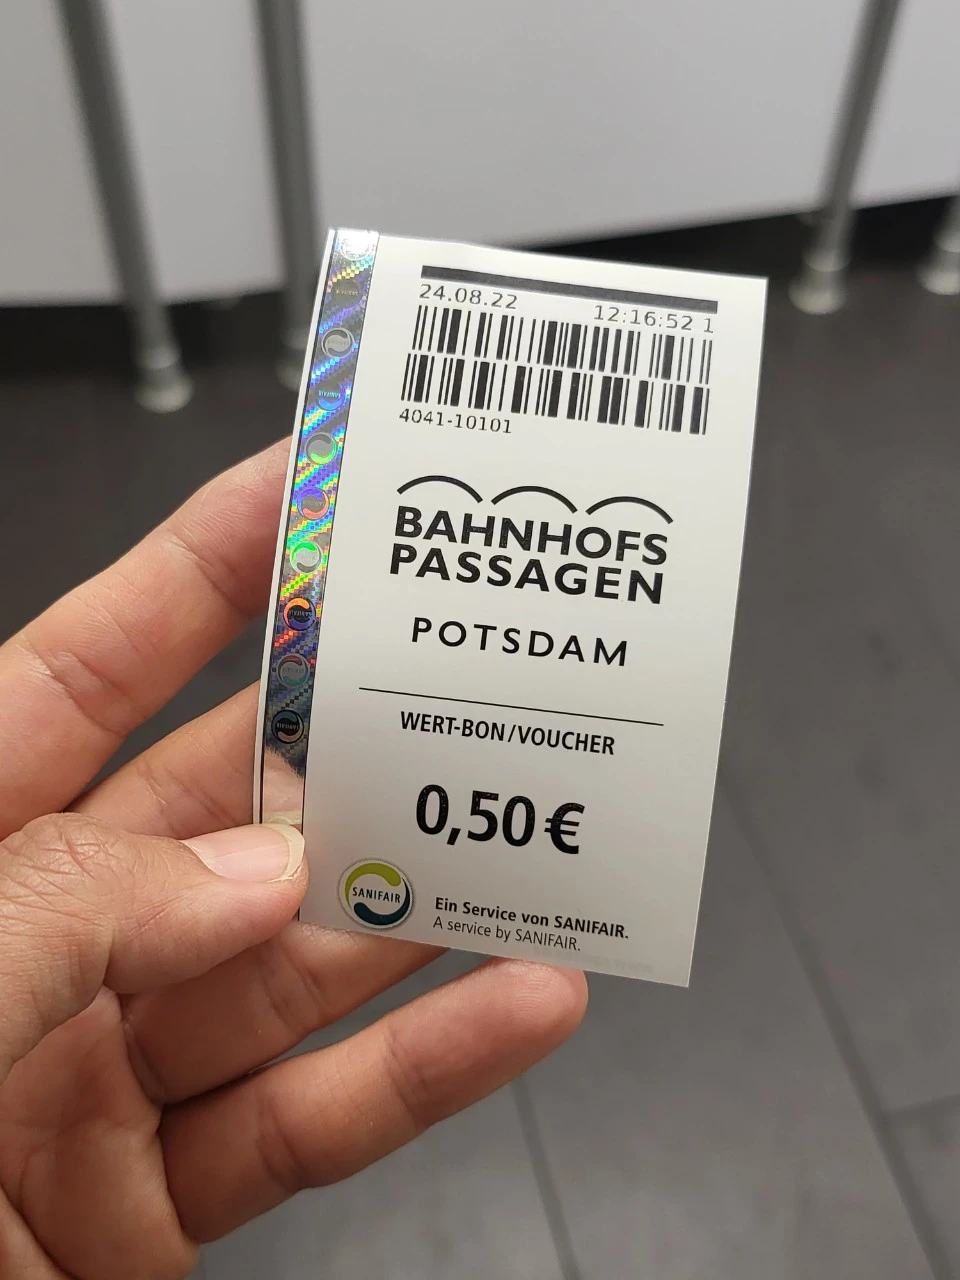 24.08.22 12:16:52 1
4041-10101
BAHNHOFS
PASSAGEN
POTSDAM
WERT-BON/VOUCHER
0,50€
SANIFAIR
Ein Service von SANIFAIR.
A service by SANIFAIR.